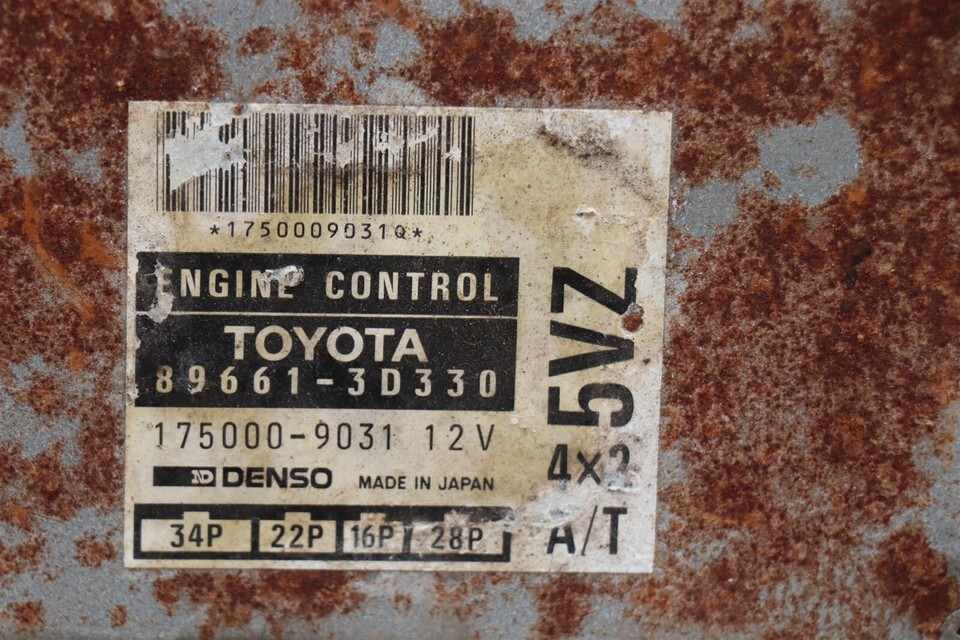 *1750009031Q*
ENGINE CONTROL
TOYOTA
89661-3D330
175000-9031 12V
ND DENSO MADE IN JAPAN
34P 22P 16P 28P
5VZ
4x2
A/T